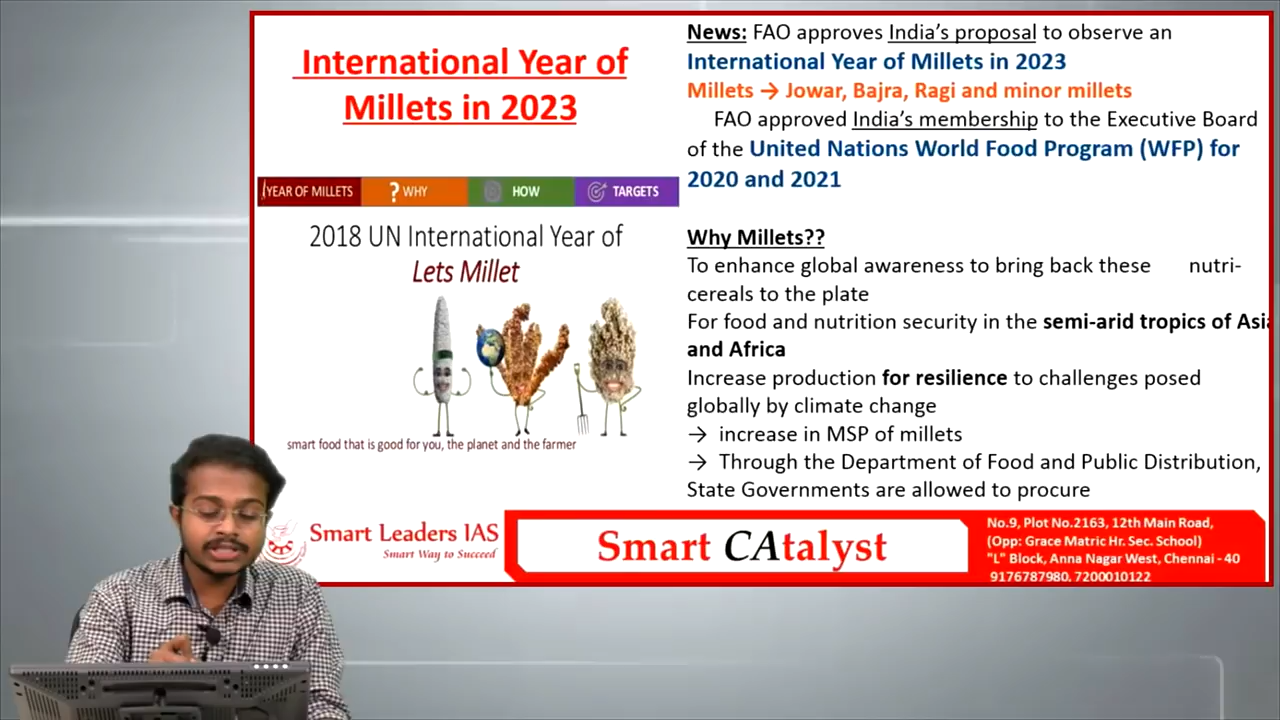 International Year of
Millets in 2023
YEAR OF MILLETS
? WHY
HOW
TARGETS
2018 UN International Year of
Lets Millet
smart food that is good for you, the planet and the farmer
News: FAO approves India's proposal to observe an
International Year of Millets in 2023
Millets → Jowar, Bajra, Ragi and minor millets
FAO approved India's membership to the Executive Board
of the United Nations World Food Program (WFP) for
2020 and 2021
Why Millets??
To enhance global awareness to bring back these nutri-
cereals to the plate
For food and nutrition security in the semi-arid tropics of Asia
and Africa
Increase production for resilience to challenges posed
globally by climate change
→ increase in MSP of millets
→ Through the Department of Food and Public Distribution,
State Governments are allowed to procure
Smart Leaders IAS
Smart Way to Succeed
Smart CAtalyst
No.9, Plot No.2163, 12th Main Road,
(Opp: Grace Matric Hr. Sec. School)
"L" Block, Anna Nagar West, Chennai - 40
9176787980, 7200010122